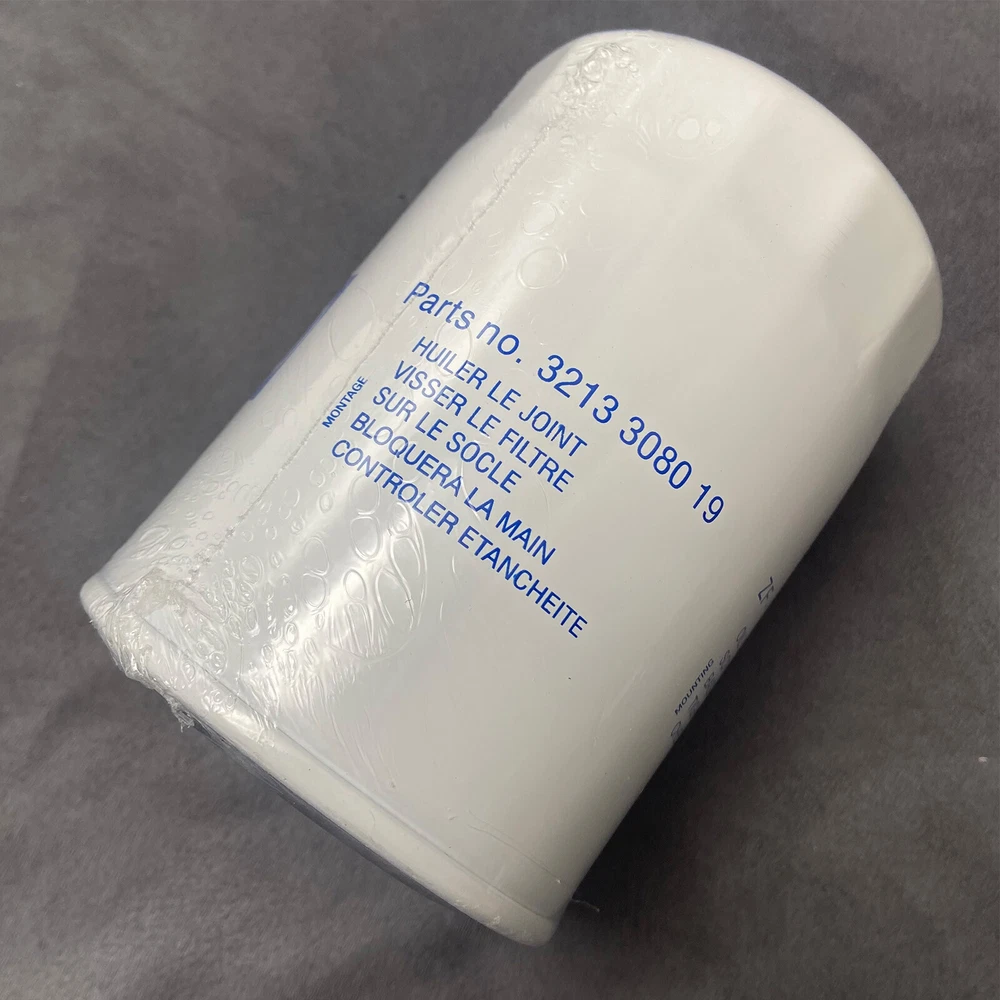 Parts no. 3213 3080 19
MONTAGE
HUILER LE JOINT
VISSER LE FILTRE
SUR LE SOCLE
BLOQUERA LA MAIN
CONTROLER ETANCHEITE
MOUNTING